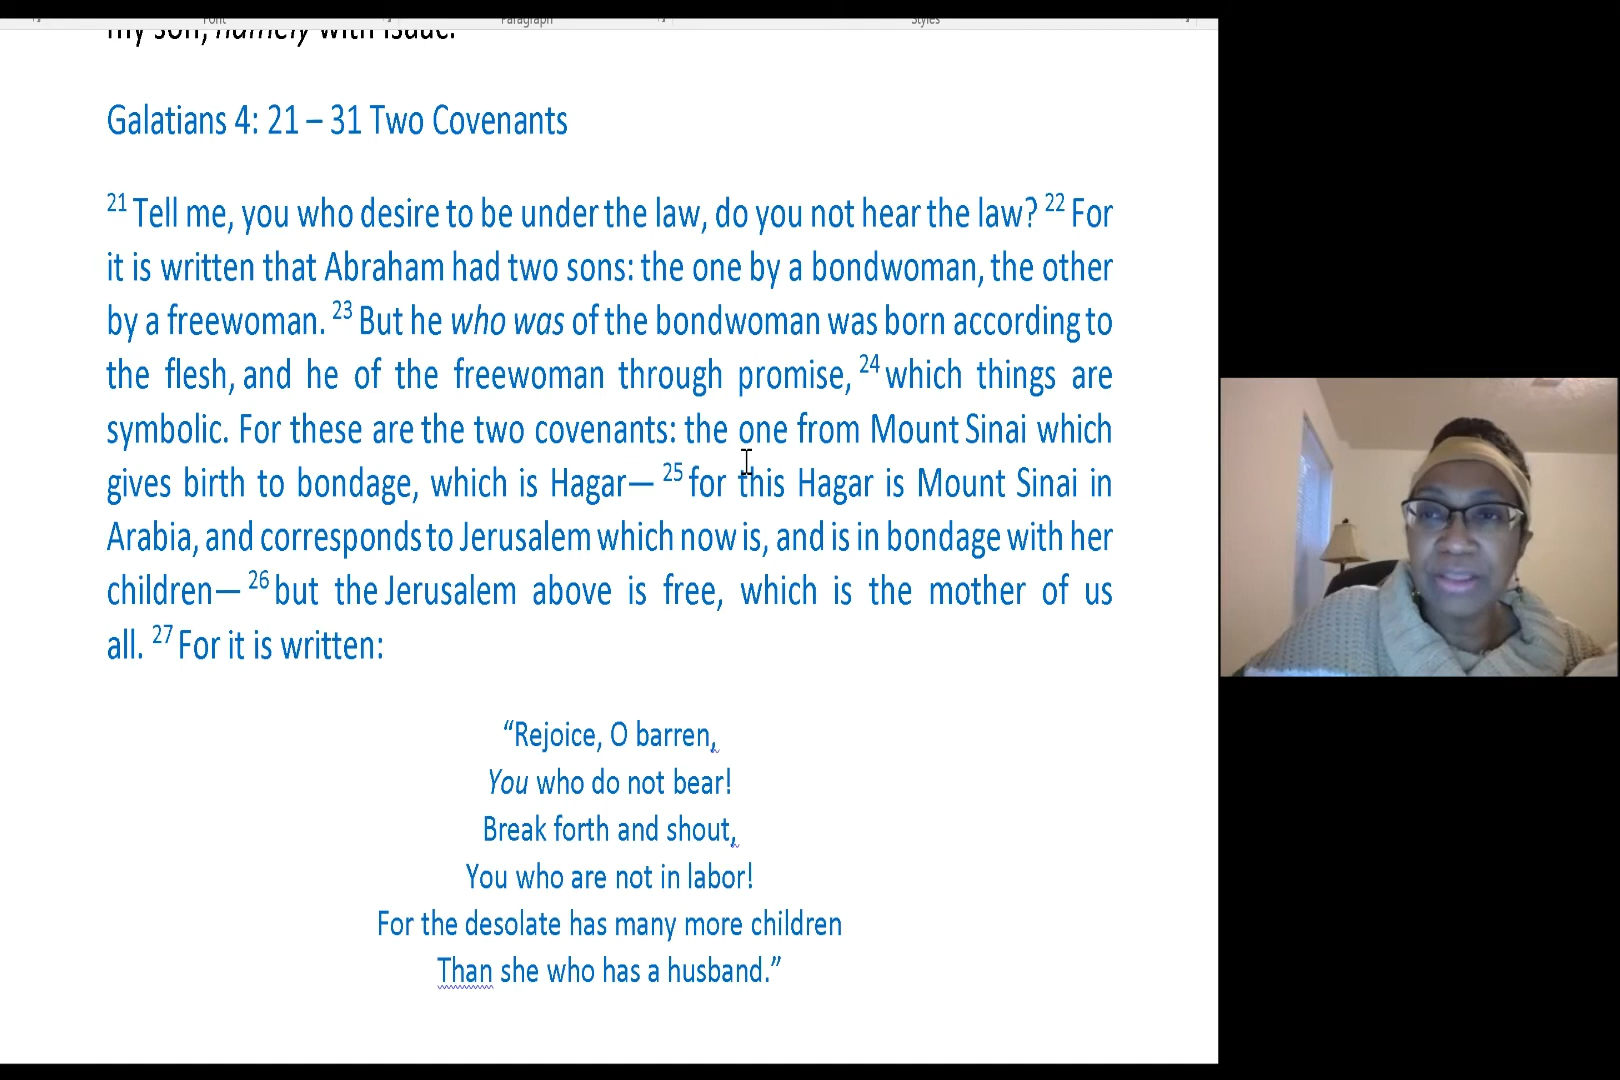 Font Paragraph Styles
my son, namely with Isaac.
Galatians 4: 21 – 31 Two Covenants
21 Tell me, you who desire to be under the law, do you not hear the law? 22 For
it is written that Abraham had two sons: the one by a bondwoman, the other
by a freewoman. 23 But he who was of the bondwoman was born according to
the flesh, and he of the freewoman through promise, 24 which things are
symbolic. For these are the two covenants: the one from Mount Sinai which
gives birth to bondage, which is Hagar— 25 for this Hagar is Mount Sinai in
Arabia, and corresponds to Jerusalem which now is, and is in bondage with her
children— 26 but the Jerusalem above is free, which is the mother of us
all. 27 For it is written:
“Rejoice, O barren,
You who do not bear!
Break forth and shout,
You who are not in labor!
For the desolate has many more children
Than she who has a husband.”